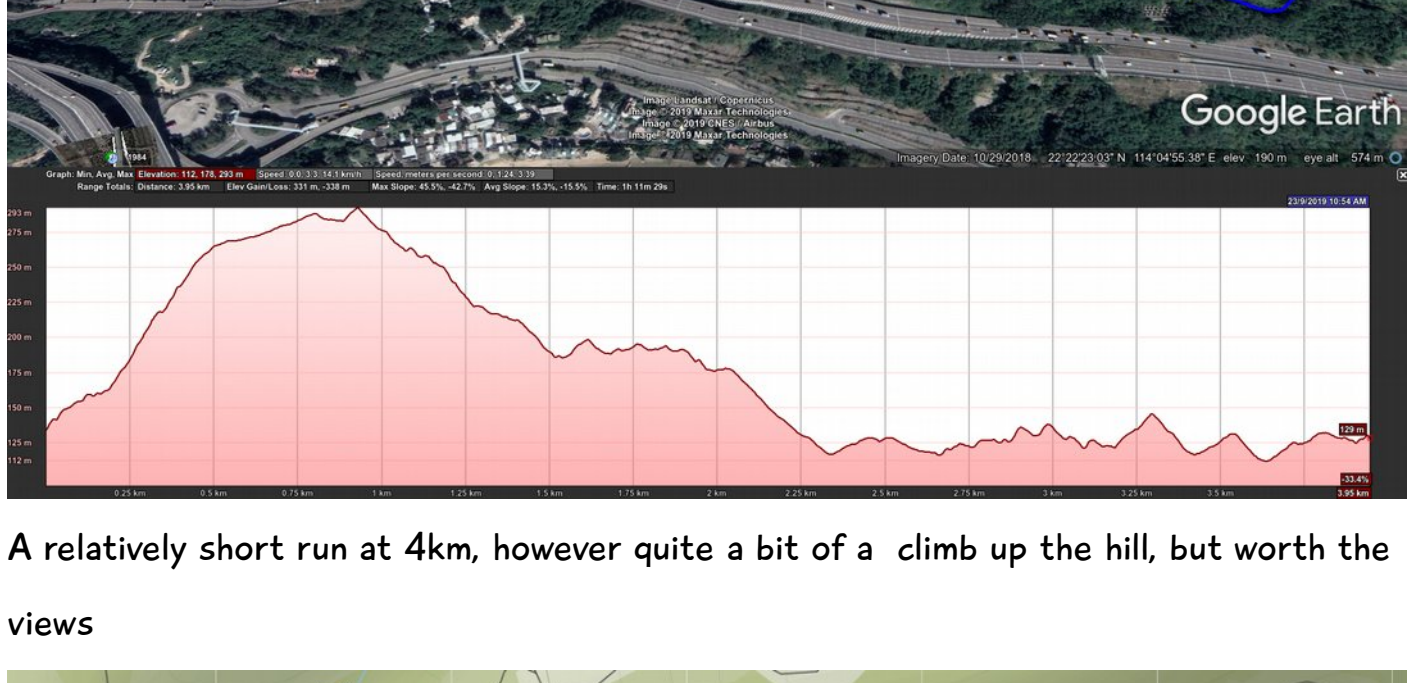 Image Landsat / Copernicus
Image © 2019 Maxar Technologies
Image © 2019 CNES / Airbus
Image © 2019 Maxar Technologies
Google Earth
1984
Imagery Date: 10/29/2018 22°22'23.03" N 114°04'55.38" E elev 190 m eye alt 574 m
Graph: Min, Avg, Max Elevation: 112, 178, 293 m Speed: 0.0, 3.3, 14.1 km/h Speed: meters per second: 0, 1.24, 3.39
Range Totals: Distance: 3.95 km Elev Gain/Loss: 331 m, -338 m Max Slope: 45.5%, -42.7% Avg Slope: 15.3%, -15.5% Time: 1h 11m 29s
23/9/2019 10:54 AM
293 m
275 m
250 m
225 m
200 m
175 m
150 m
125 m
112 m
129 m
-33.4%
0.25 km 0.5 km 0.75 km 1 km 1.25 km 1.5 km 1.75 km 2 km 2.25 km 2.5 km 2.75 km 3 km 3.25 km 3.5 km 3.95 km
A relatively short run at 4km, however quite a bit of a climb up the hill, but worth the
views